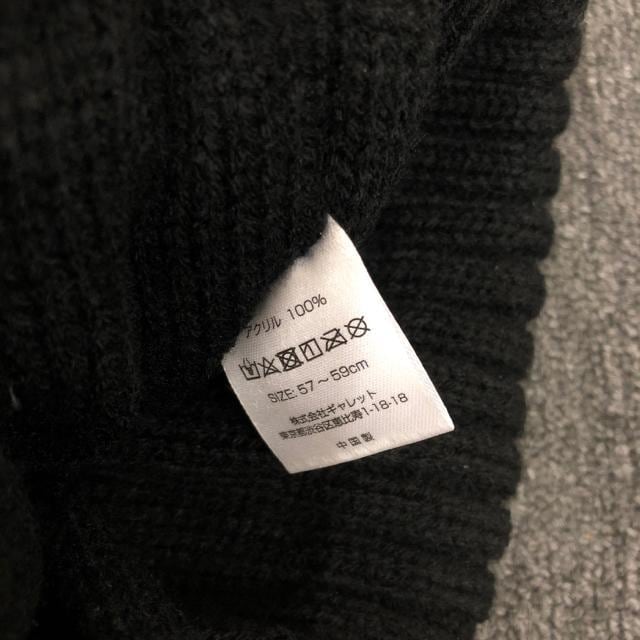 アクリル 100%
SIZE: 57～59cm
株式会社ギャレット
東京都渋谷区恵比寿1-18-18
中国製